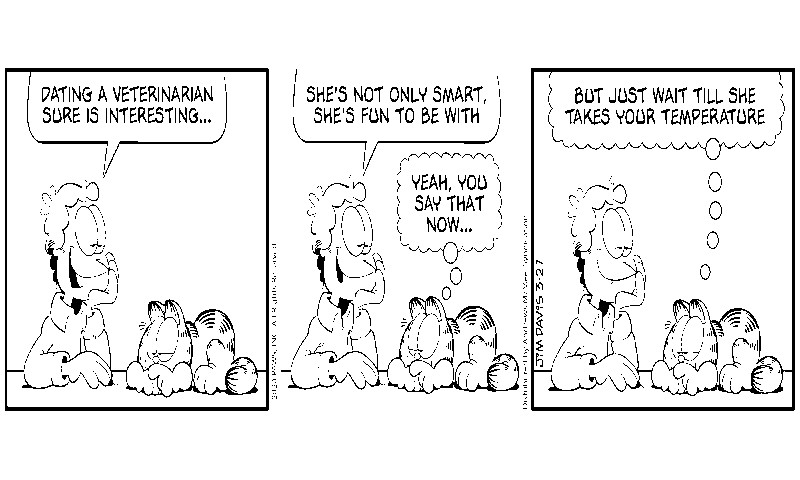 DATING A VETERINARIAN
SURE IS INTERESTING...
SHE'S NOT ONLY SMART,
SHE'S FUN TO BE WITH
YEAH, YOU
SAY THAT
NOW...
BUT JUST WAIT TILL SHE
TAKES YOUR TEMPERATURE
JIM DAVIS 3-27